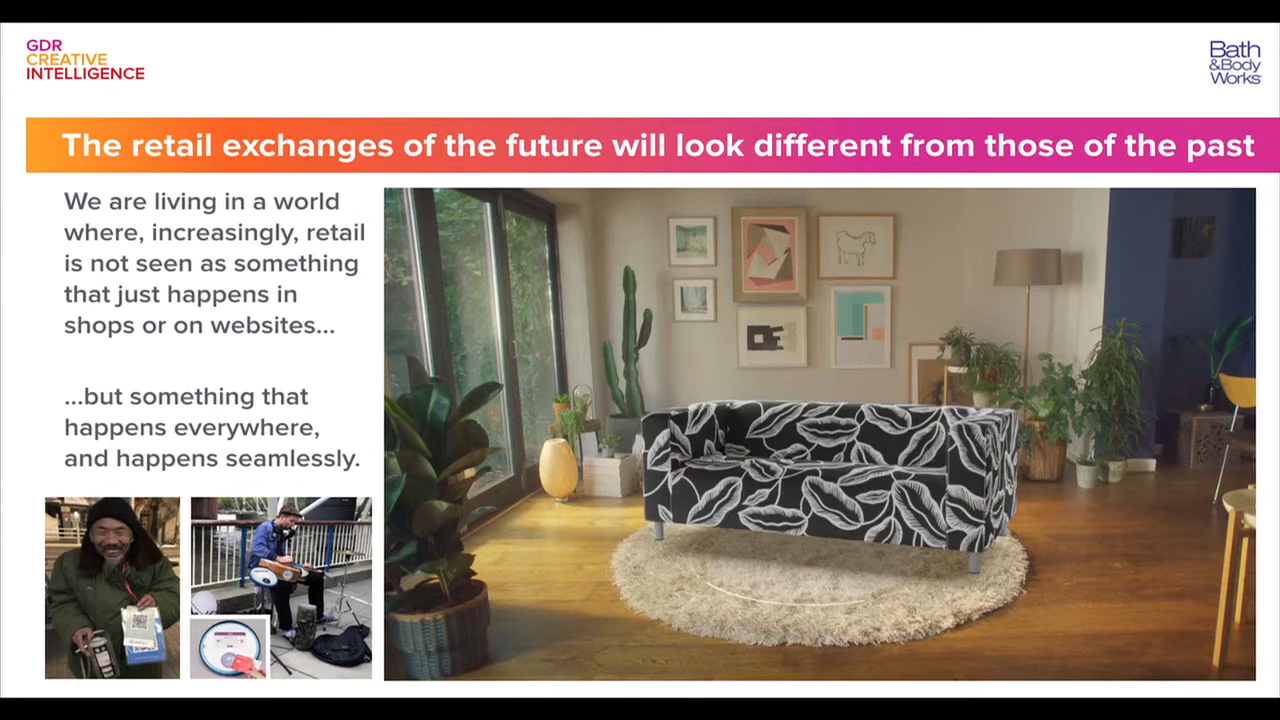 GDR
CREATIVE
INTELLIGENCE
Bath
&Body
Works
The retail exchanges of the future will look different from those of the past
We are living in a world
where, increasingly, retail
is not seen as something
that just happens in
shops or on websites...
...but something that
happens everywhere,
and happens seamlessly.